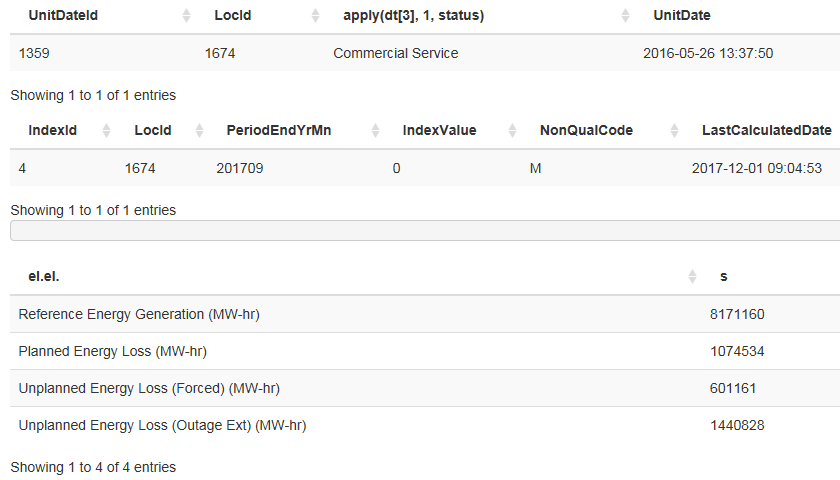 UnitDateId LocId apply(dt[3], 1, status) UnitDate
1359 1674 Commercial Service 2016-05-26 13:37:50
Showing 1 to 1 of 1 entries
IndexId LocId PeriodEndYrMn IndexValue NonQualCode LastCalculatedDate
4 1674 201709 0 M 2017-12-01 09:04:53
Showing 1 to 1 of 1 entries
el.el. s
Reference Energy Generation (MW-hr) 8171160
Planned Energy Loss (MW-hr) 1074534
Unplanned Energy Loss (Forced) (MW-hr) 601161
Unplanned Energy Loss (Outage Ext) (MW-hr) 1440828
Showing 1 to 4 of 4 entries